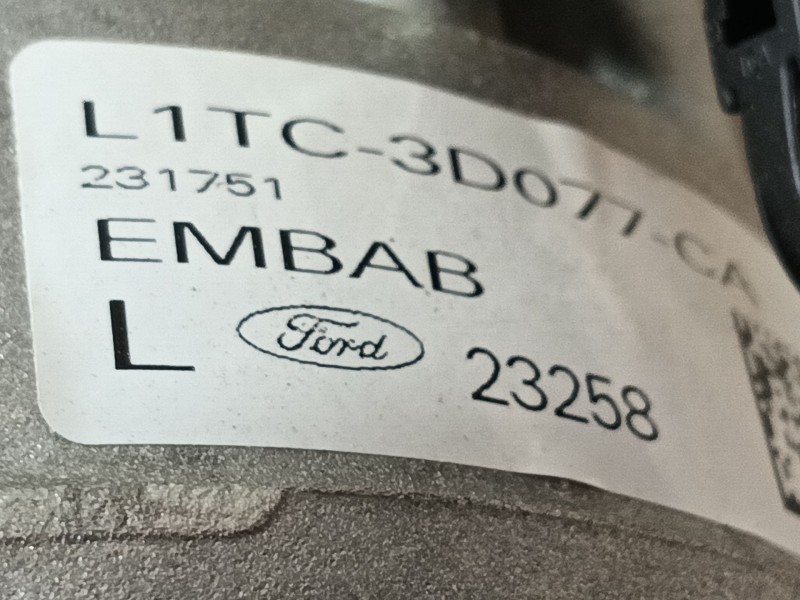 L1TC-3D077-CA
231751
EMBAB
L Ford 23258